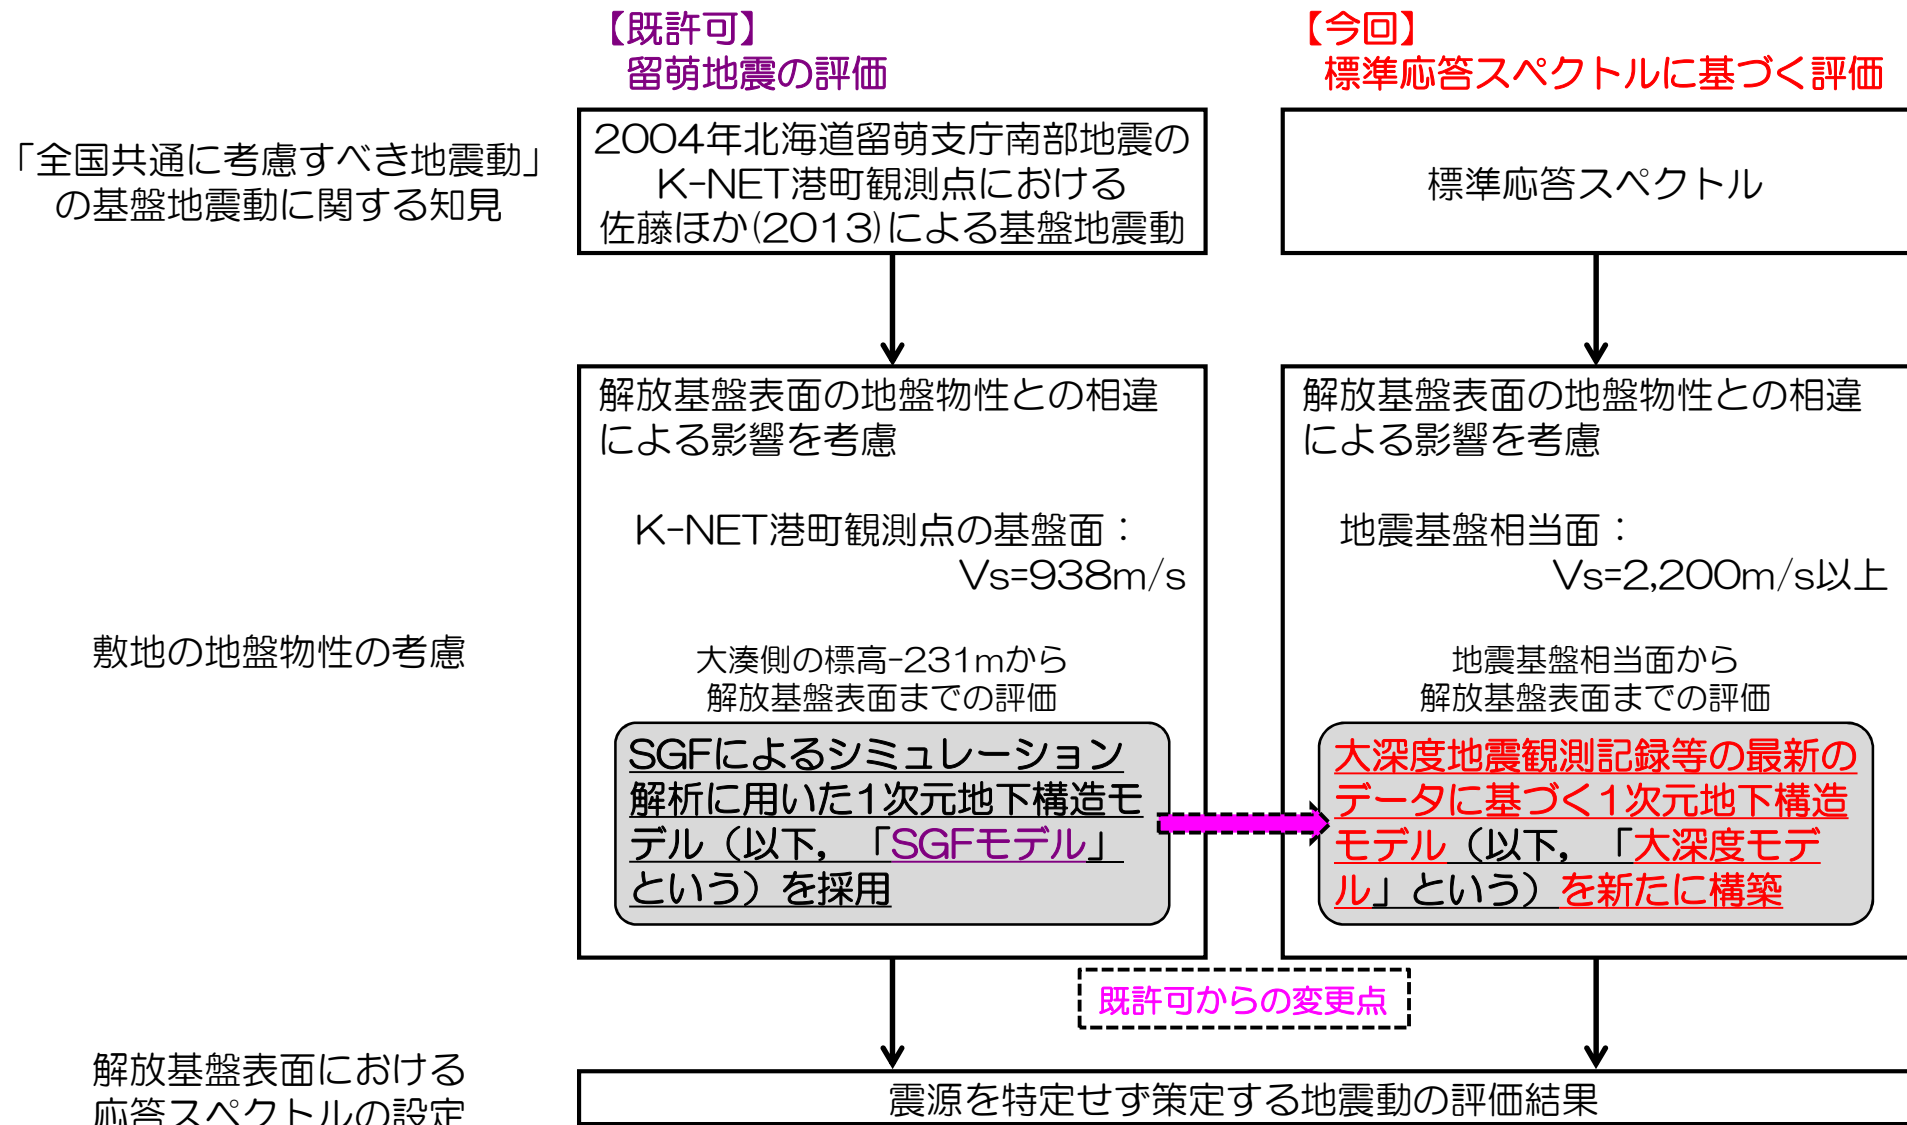 【既許可】
留萌地震の評価
【今回】
標準応答スペクトルに基づく評価
「全国共通に考慮すべき地震動」
の基盤地震動に関する知見
2004年北海道留萌支庁南部地震の
K-NET港町観測点における
佐藤ほか(2013)による基盤地震動
標準応答スペクトル
敷地の地盤物性の考慮
解放基盤表面の地盤物性との相違
による影響を考慮
K-NET港町観測点の基盤面：
Vs=938m/s
大湊側の標高-231mから
解放基盤表面までの評価
SGFによるシミュレーション
解析に用いた1次元地下構造モ
デル（以下，「SGFモデル」
という）を採用
解放基盤表面の地盤物性との相違
による影響を考慮
地震基盤相当面：
Vs=2,200m/s以上
地震基盤相当面から
解放基盤表面までの評価
大深度地震観測記録等の最新の
データに基づく1次元地下構造
モデル（以下，「大深度モデ
ル」という）を新たに構築
既許可からの変更点
解放基盤表面における
応答スペクトルの設定
震源を特定せず策定する地震動の評価結果